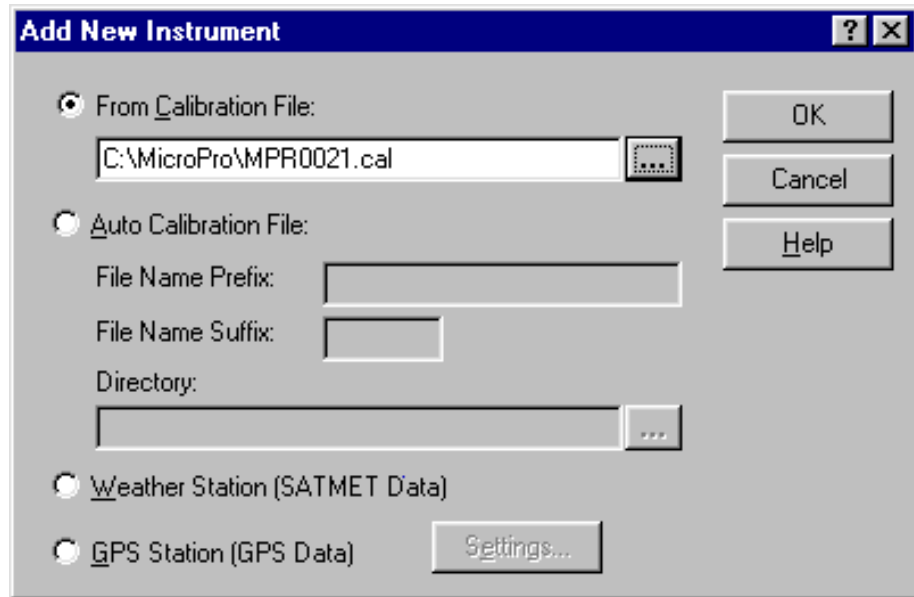 Add New Instrument
From Calibration File:
OK
C:\MicroPro\MPR0021.cal
...
Cancel
Auto Calibration File:
Help
File Name Prefix:
File Name Suffix:
Directory:
...
Weather Station (SATMET Data)
GPS Station (GPS Data)
Settings...